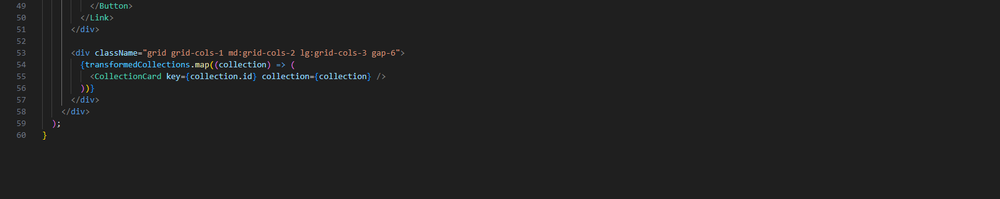 49 </Button>
50 </Link>
51 </div>
52
53 <div className="grid grid-cols-1 md:grid-cols-2 lg:grid-cols-3 gap-6">
54 {transformedCollections.map((collection) => (
55 <CollectionCard key={collection.id} collection={collection} />
56 ))}
57 </div>
58 </div>
59 );
60 }